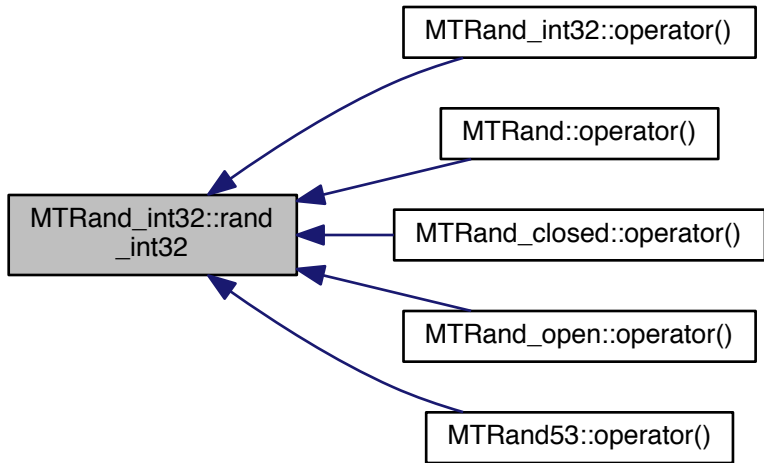 MTRand_int32::operator()
MTRand::operator()
MTRand_int32::rand
_int32
MTRand_closed::operator()
MTRand_open::operator()
MTRand53::operator()